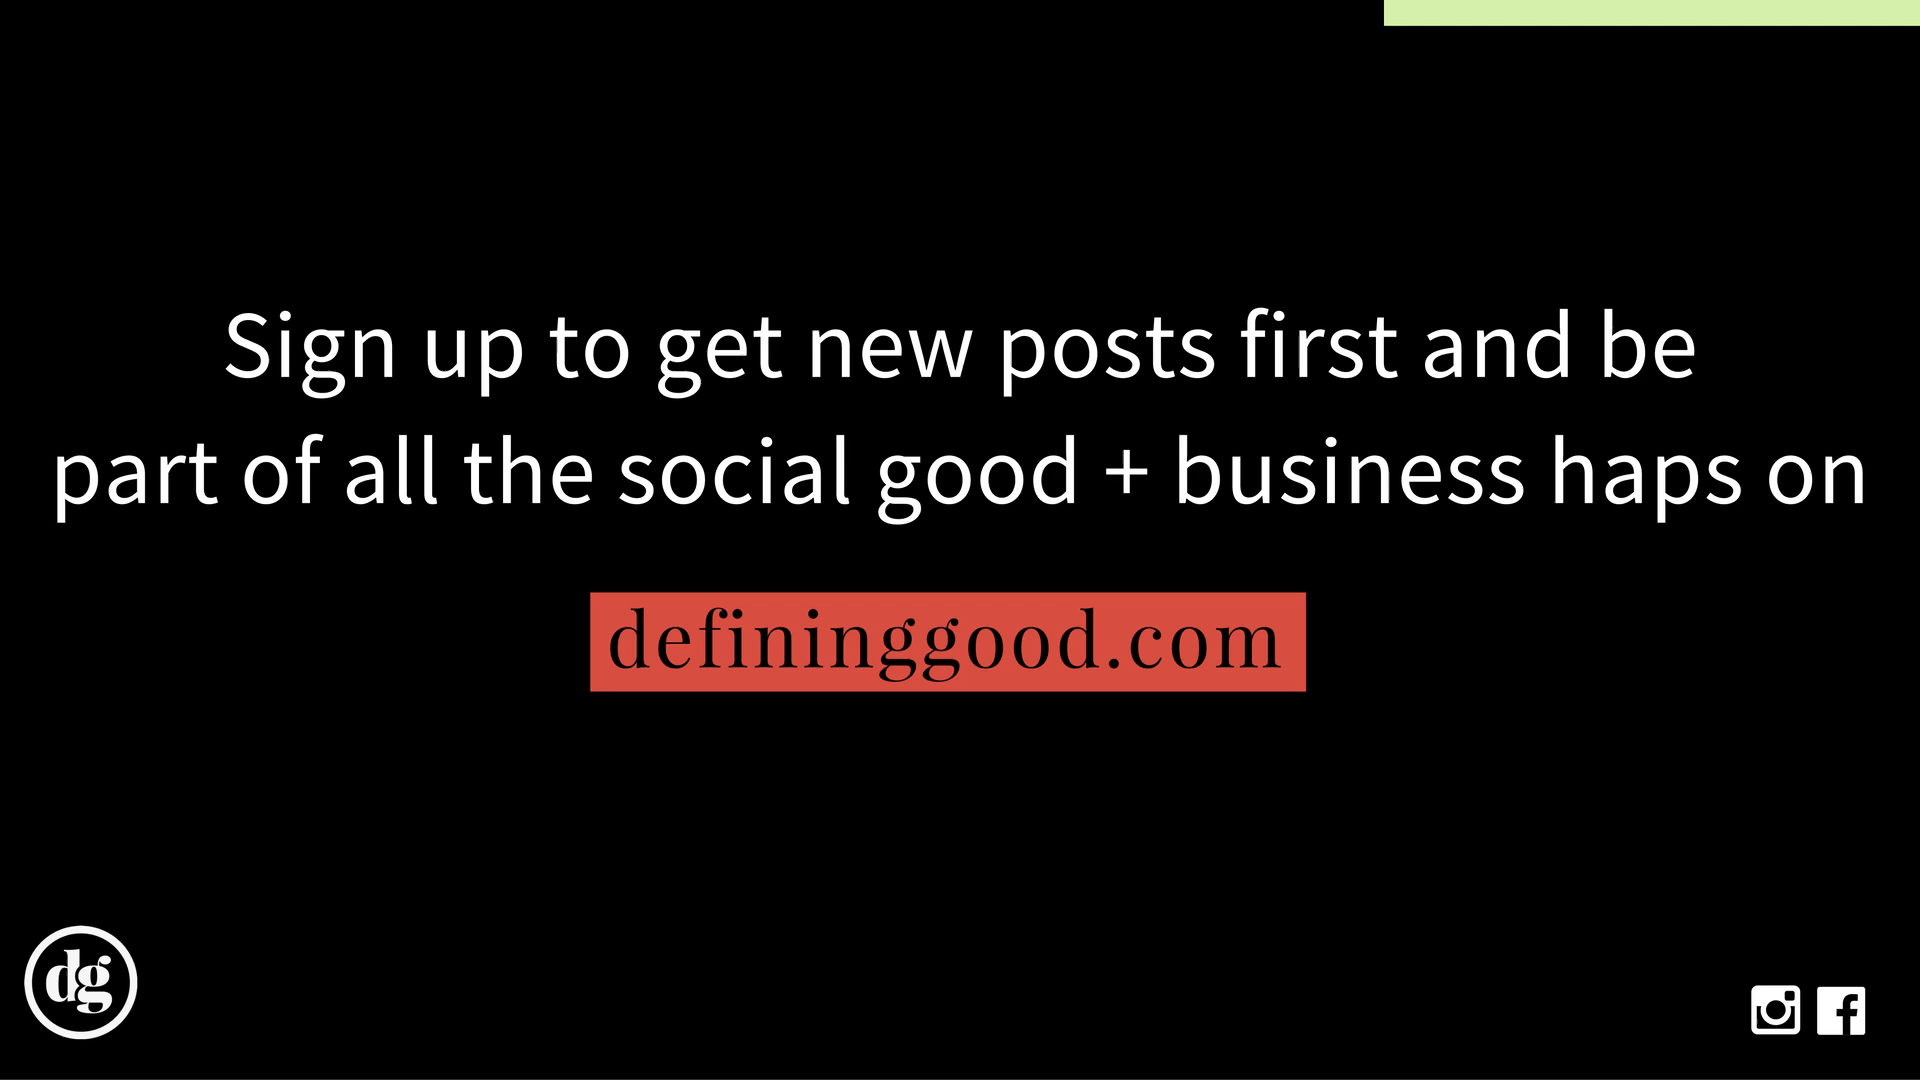 Sign up to get new posts first and be
part of all the social good + business haps on
defininggood.com
dg